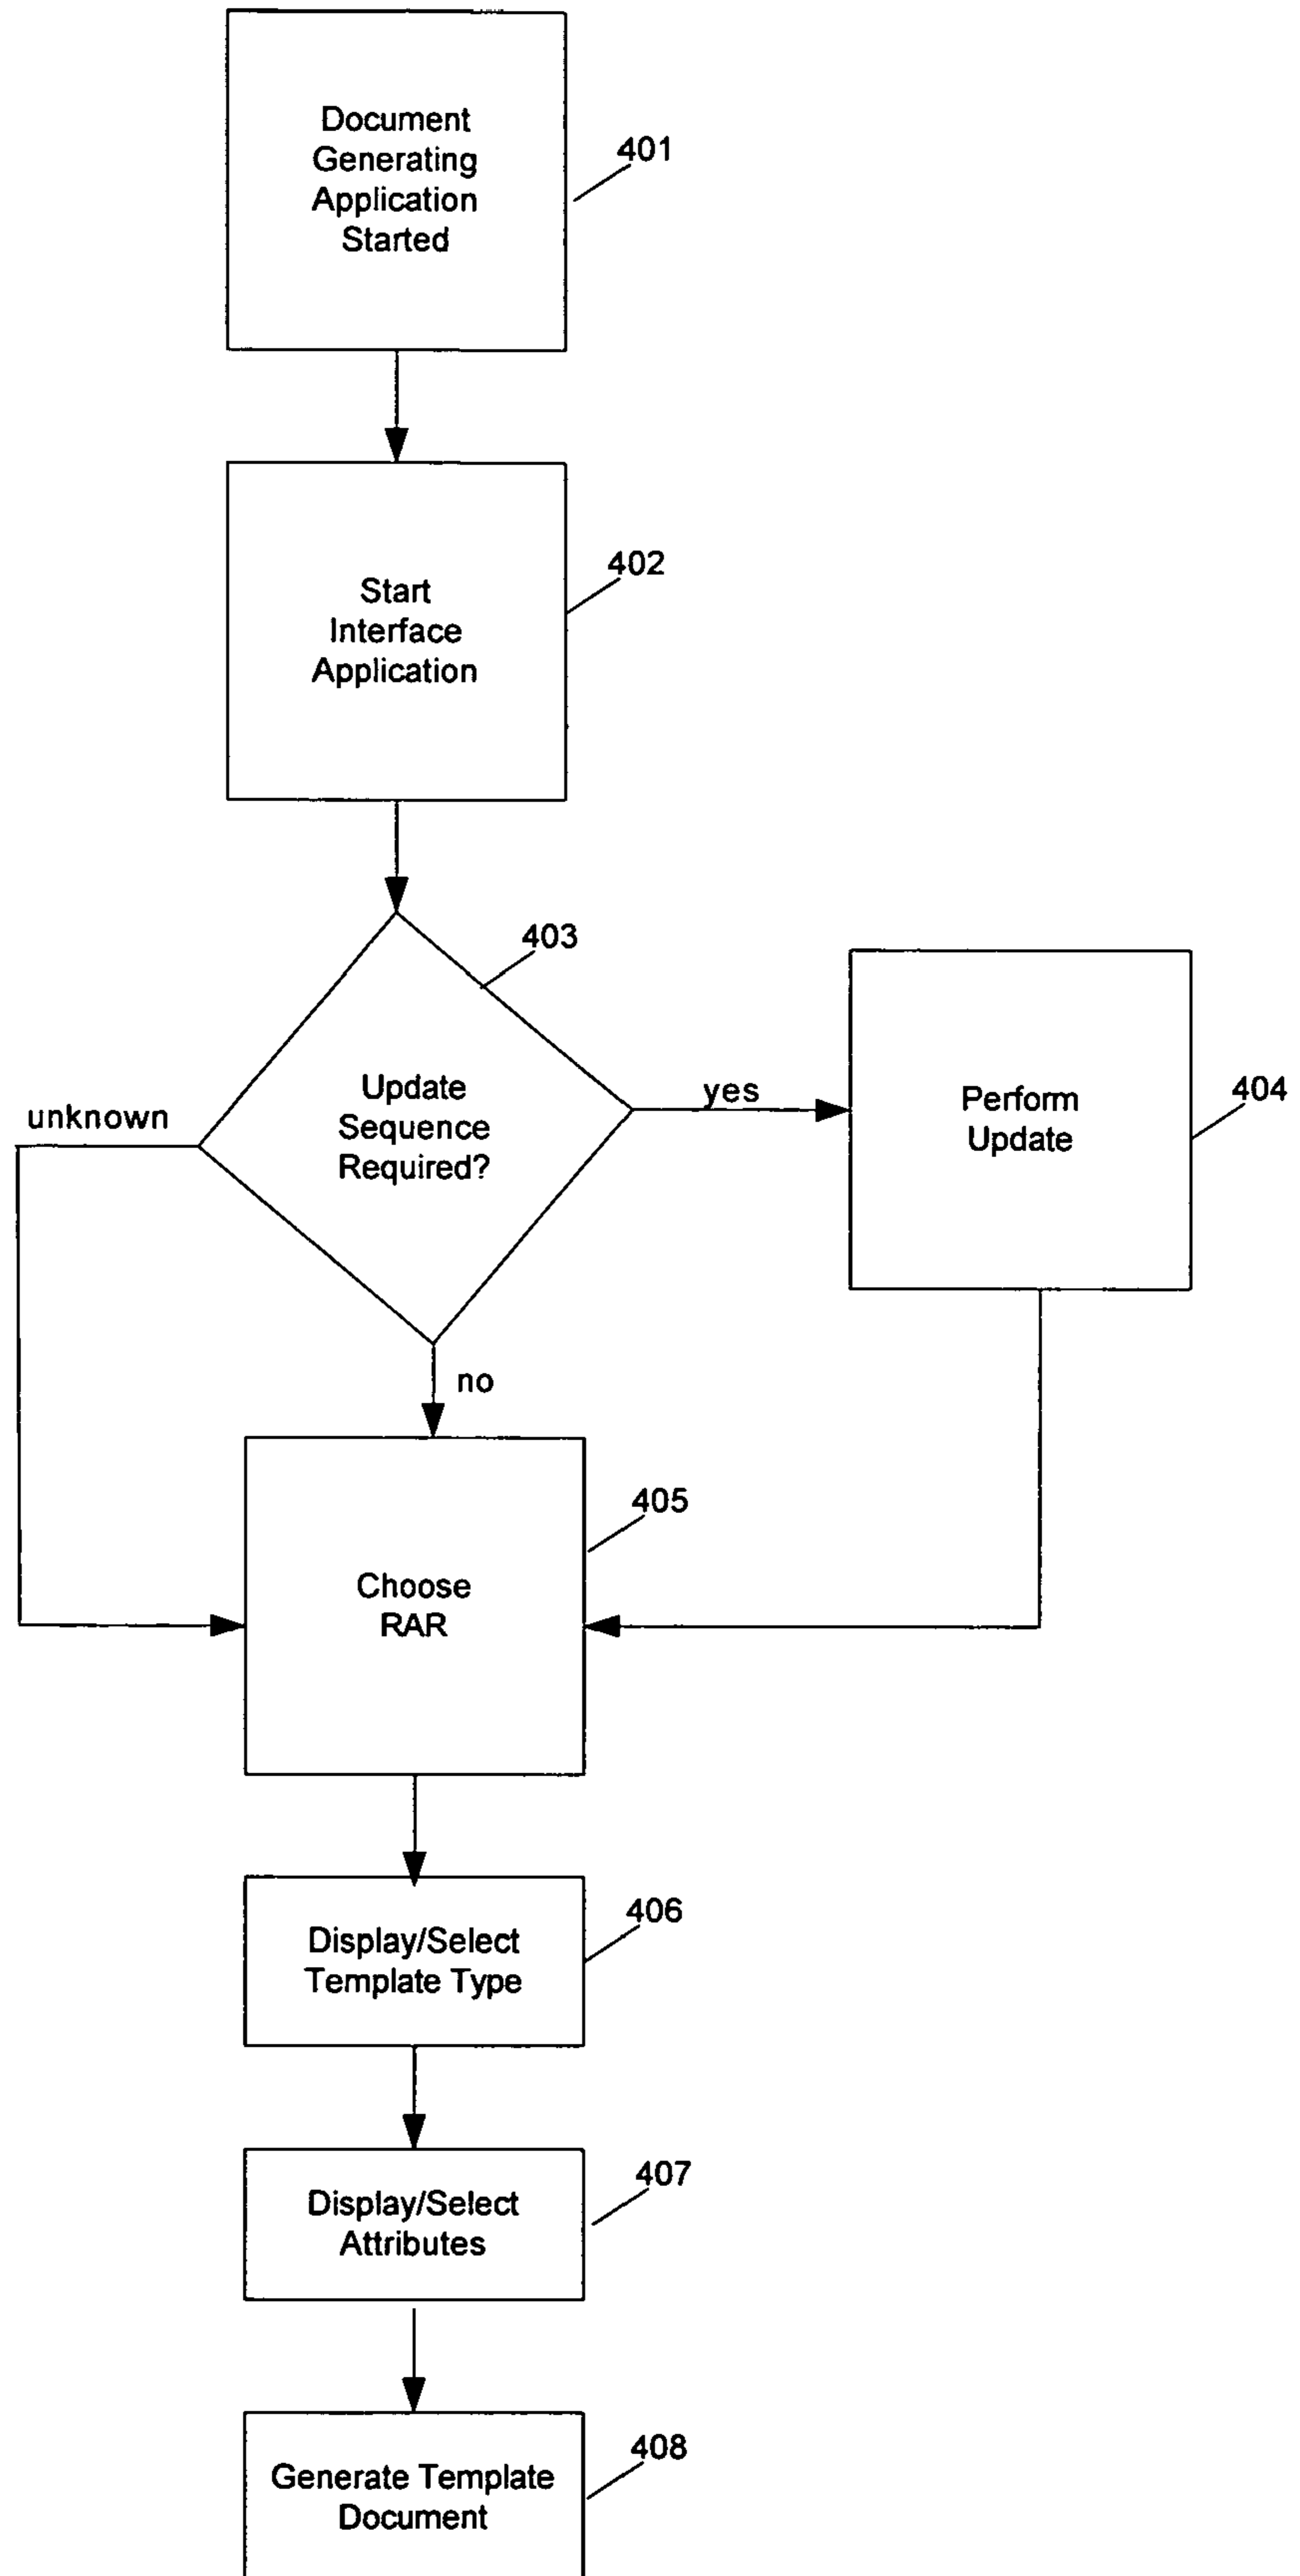 Document
Generating
Application
Started
401
Start
Interface
Application
402
403
Update
Sequence
Required?
unknown
yes
Perform
Update
404
no
Choose
RAR
405
Display/Select
Template Type
406
Display/Select
Attributes
407
Generate Template
Document
408